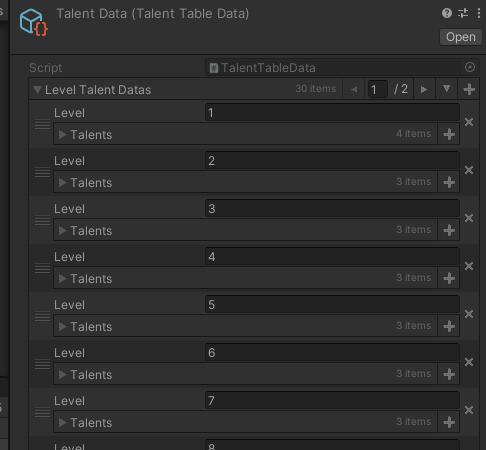 Talent Data (Talent Table Data)
Open
Script TalentTableData
Level Talent Datas 30 items 1 / 2
Level 1
Talents 4 items
Level 2
Talents 3 items
Level 3
Talents 3 items
Level 4
Talents 3 items
Level 5
Talents 3 items
Level 6
Talents 3 items
Level 7
Talents 3 items
Level 8